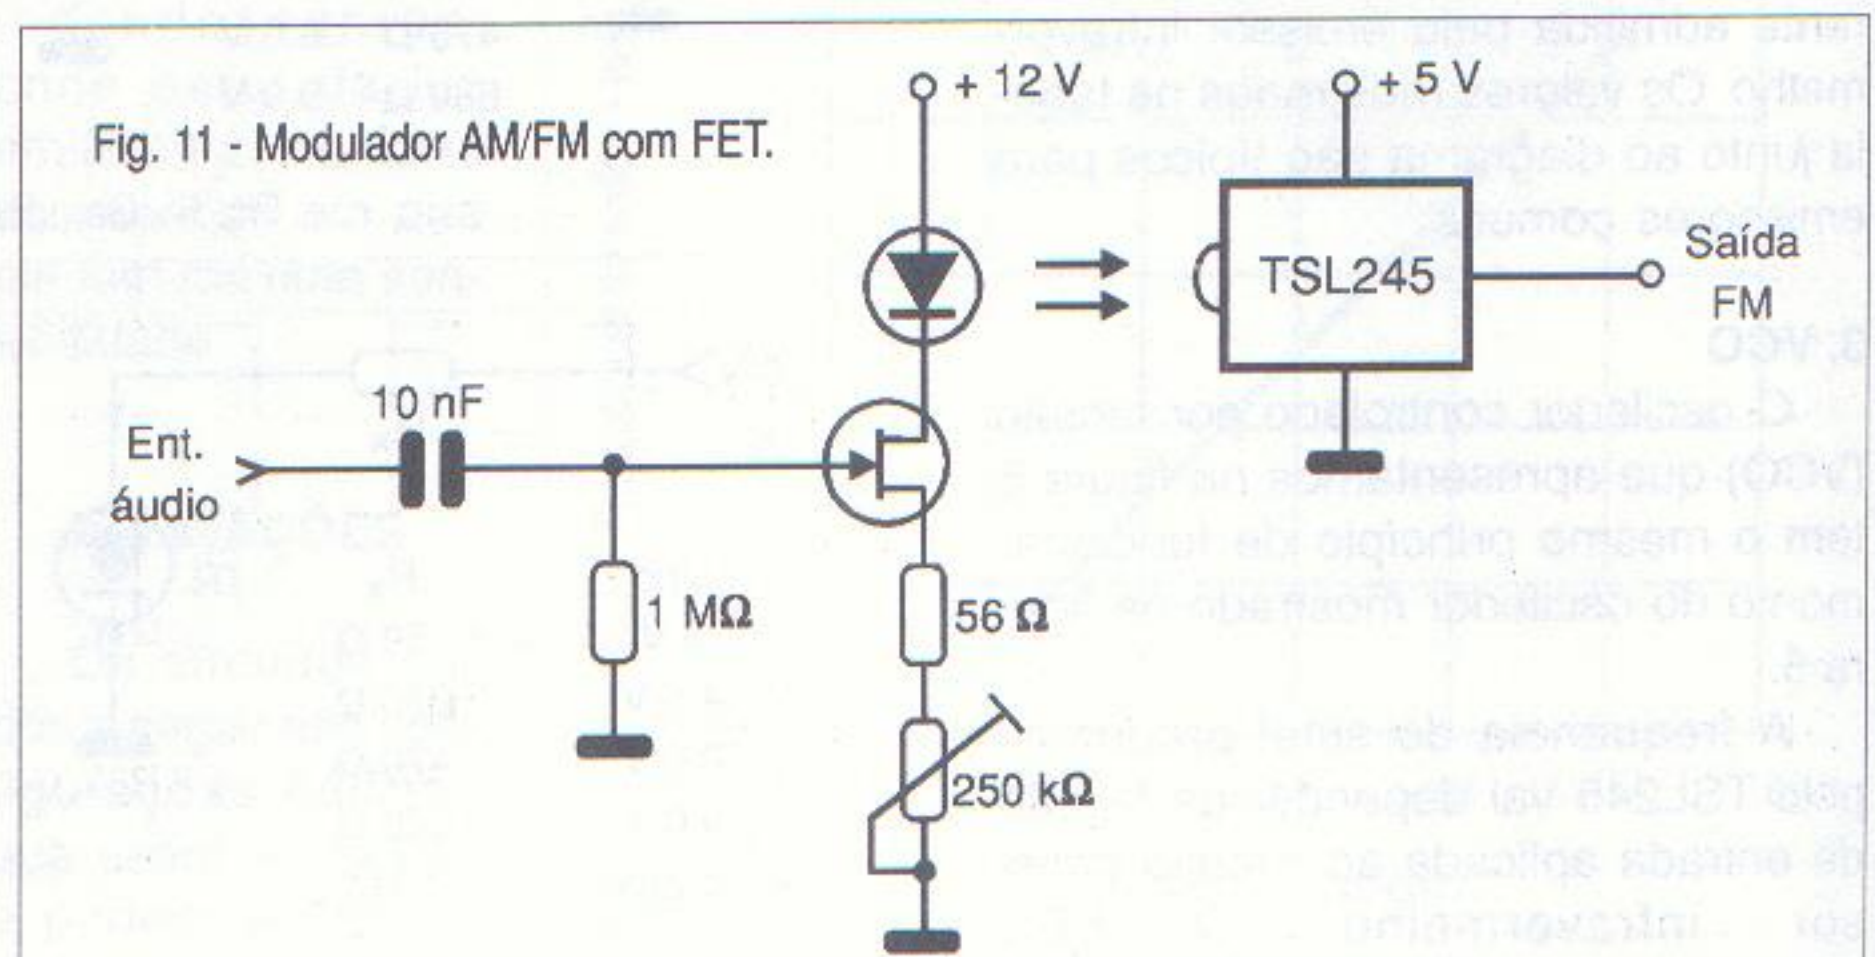 Fig. 11 - Modulador AM/FM com FET.
+ 12 V
+ 5 V
TSL245
Saída
FM
10 nF
Ent.
áudio
1 MΩ
56 Ω
250 kΩ